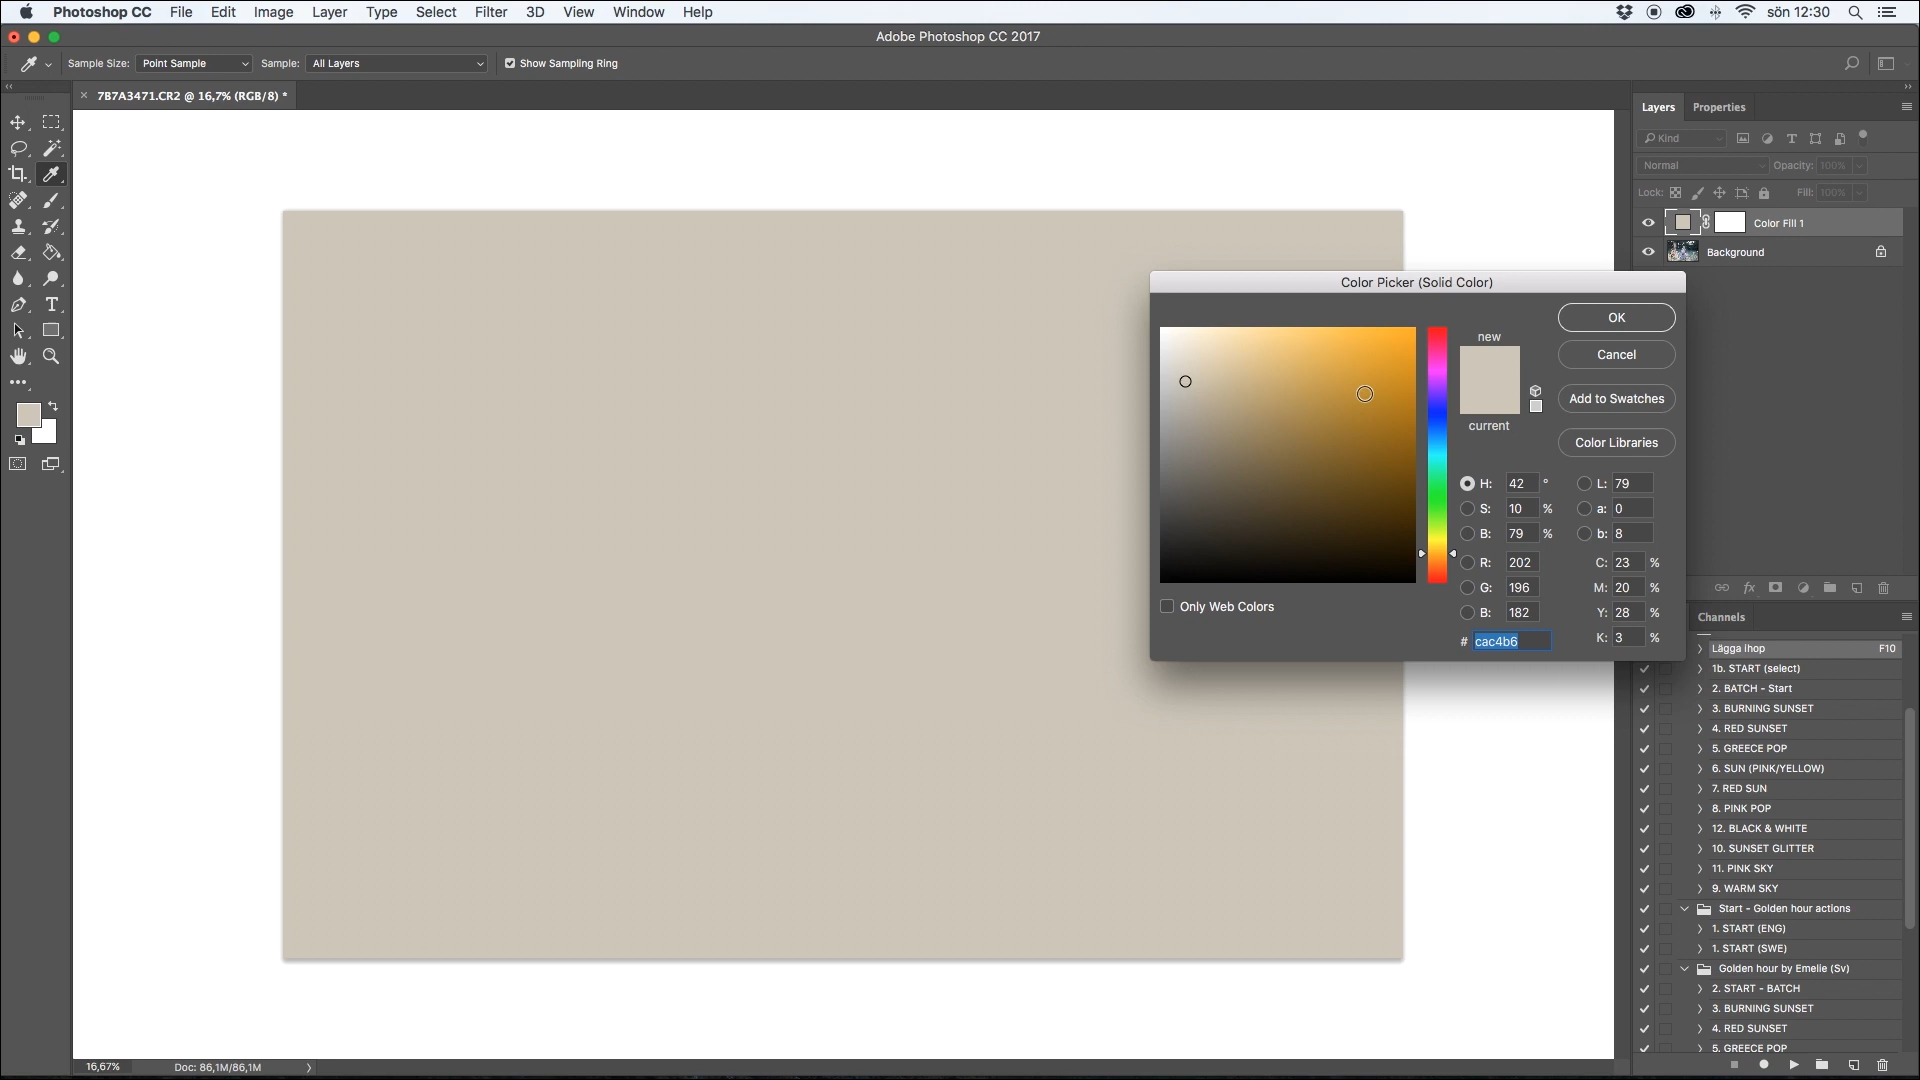 Photoshop CC File Edit Image Layer Type Select Filter 3D View Window Help sön 12:30
Adobe Photoshop CC 2017
Sample Size: Point Sample Sample: All Layers Show Sampling Ring
7B7A3471.CR2 @ 16,7% (RGB/8) *
Layers Properties
Kind
Normal Opacity: 100%
Lock: Fill: 100%
Color Fill 1
Background
Color Picker (Solid Color)
new
current
OK
Cancel
Add to Swatches
Color Libraries
H: 42 ° L: 79
S: 10 % a: 0
B: 79 % b: 8
R: 202 C: 23 %
G: 196 M: 20 %
B: 182 Y: 28 %
# cac4b6 K: 3 %
Only Web Colors
fx
Channels
Lägga ihop F10
1b. START (select)
2. BATCH - Start
3. BURNING SUNSET
4. RED SUNSET
5. GREECE POP
6. SUN (PINK/YELLOW)
7. RED SUN
8. PINK POP
12. BLACK & WHITE
10. SUNSET GLITTER
11. PINK SKY
9. WARM SKY
Start - Golden hour actions
1. START (ENG)
1. START (SWE)
Golden hour by Emelie (Sv)
2. START - BATCH
3. BURNING SUNSET
4. RED SUNSET
5. GREECE POP
16,67% Doc: 86,1M/86,1M